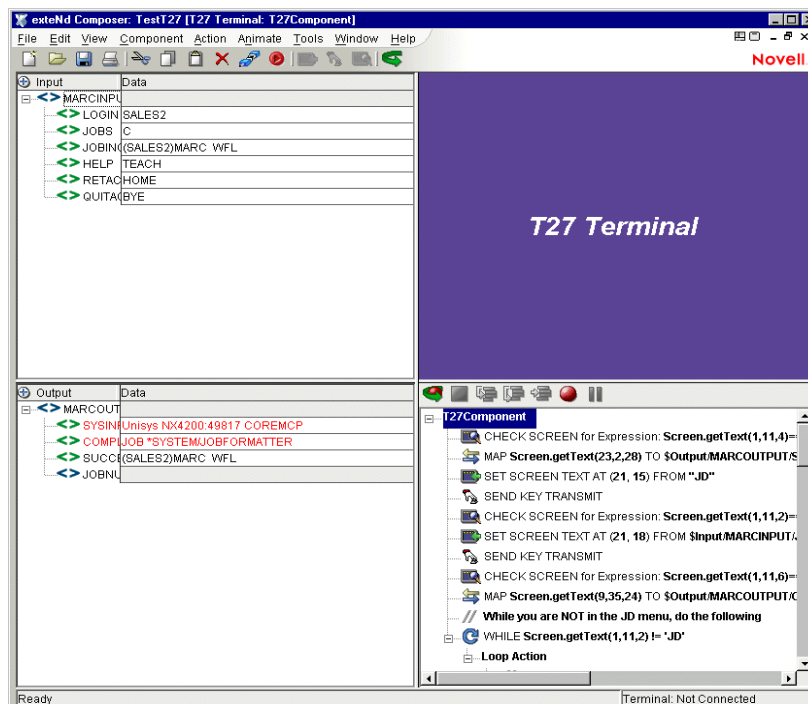 exteNd Composer: TestT27 [T27 Terminal: T27Component]
File Edit View Component Action Animate Tools Window Help
Novell
Input Data
MARCINPU
LOGIN SALES2
JOBS C
JOBIN (SALES2)MARC WFL
HELP TEACH
RETAC HOME
QUITAC BYE
T27 Terminal
Output Data
MARCOUT
SYSIN Unisys NX4200:49817 COREMCP
COMPL JOB *SYSTEM/JOBFORMATTER
SUCC (SALES2)MARC WFL
JOBNU
T27Component
CHECK SCREEN for Expression: Screen.getText(1,11,4)==
MAP Screen.getText(23,2,28) TO $Output/MARCOUTPUT/S
SET SCREEN TEXT AT (21, 15) FROM "JD"
SEND KEY TRANSMIT
CHECK SCREEN for Expression: Screen.getText(1,11,2)==
SET SCREEN TEXT AT (21, 18) FROM $Input/MARCINPUT/
SEND KEY TRANSMIT
CHECK SCREEN for Expression: Screen.getText(1,11,6)==
MAP Screen.getText(9,35,24) TO $Output/MARCOUTPUT/C
// While you are NOT in the JD menu, do the following
WHILE Screen.getText(1,11,2) != 'JD'
Loop Action
Ready
Terminal: Not Connected